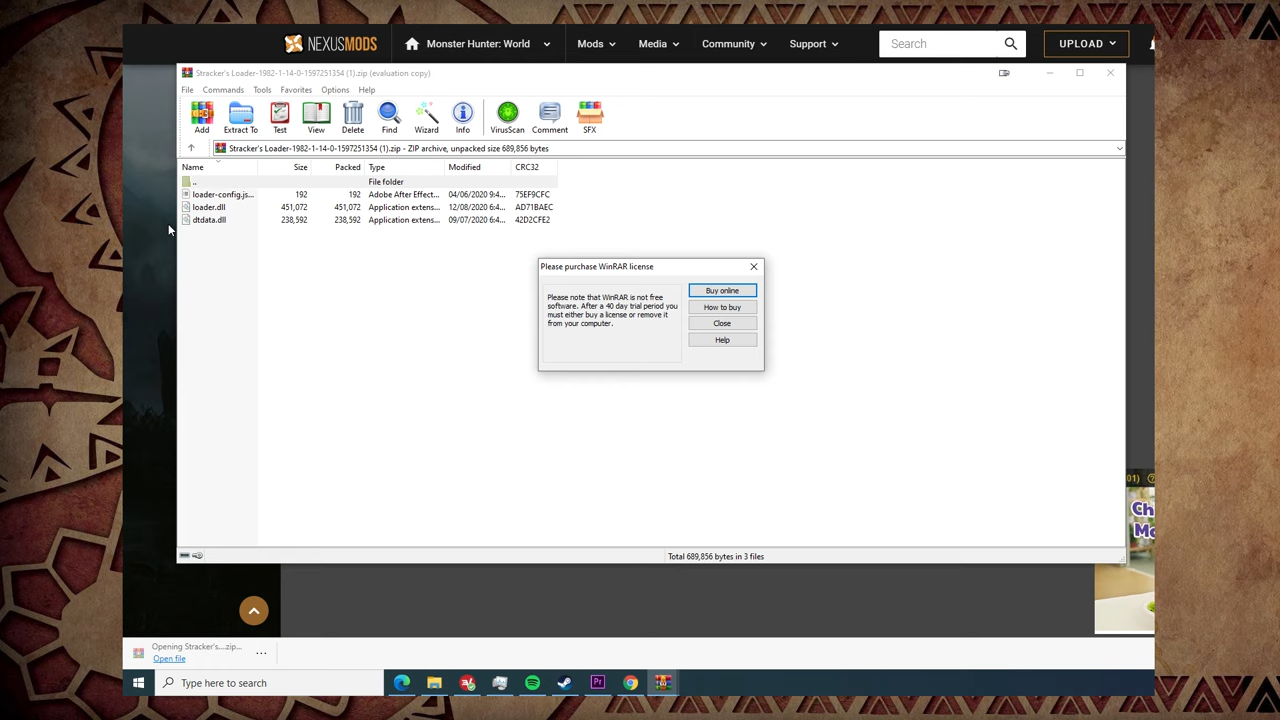 NEXUSMODS
Monster Hunter: World
Mods
Media
Community
Support
Search
UPLOAD
Stracker's Loader-1982-1-14-0-1597251354 (1).zip (evaluation copy)
File Commands Tools Favorites Options Help
Add Extract To Test View Delete Find Wizard Info VirusScan Comment SFX
Stracker's Loader-1982-1-14-0-1597251354 (1).zip - ZIP archive, unpacked size 689,856 bytes
Name Size Packed Type Modified CRC32
.. File folder
loader-config.js... 192 192 Adobe After Effect... 04/06/2020 9:4... 75EF9CFC
loader.dll 451,072 451,072 Application extens... 12/08/2020 6:4... AD71BAEC
dtdata.dll 238,592 238,592 Application extens... 09/07/2020 6:4... 42D2CFE2
Please purchase WinRAR license
Please note that WinRAR is not free
software. After a 40 day trial period you
must either buy a license or remove it
from your computer.
Buy online
How to buy
Close
Help
01)
Ch
Mo
Total 689,856 bytes in 3 files
Opening Stracker's....zip...
Open file
Type here to search
Pr